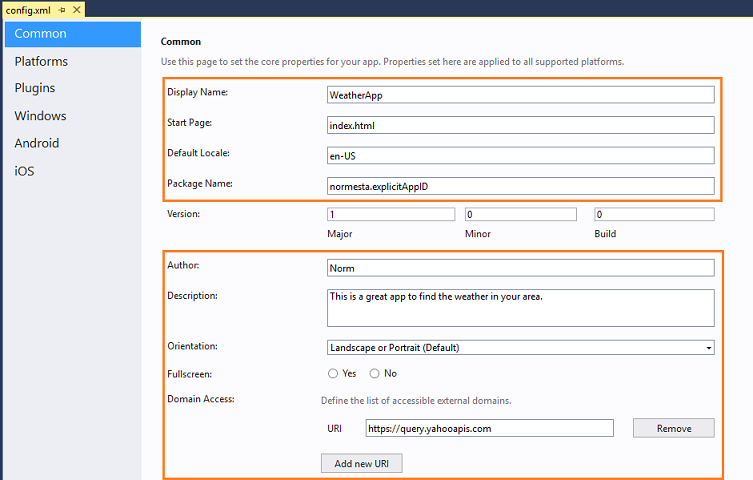 config.xml
Common
Platforms
Plugins
Windows
Android
iOS
Common
Use this page to set the core properties for your app. Properties set here are applied to all supported platforms.
Display Name: WeatherApp
Start Page: index.html
Default Locale: en-US
Package Name: normesta.explicitAppID
Version: 1 0 0
Major Minor Build
Author: Norm
Description: This is a great app to find the weather in your area.
Orientation: Landscape or Portrait (Default)
Fullscreen: Yes No
Domain Access: Define the list of accessible external domains.
URI https://query.yahooapis.com Remove
Add new URI